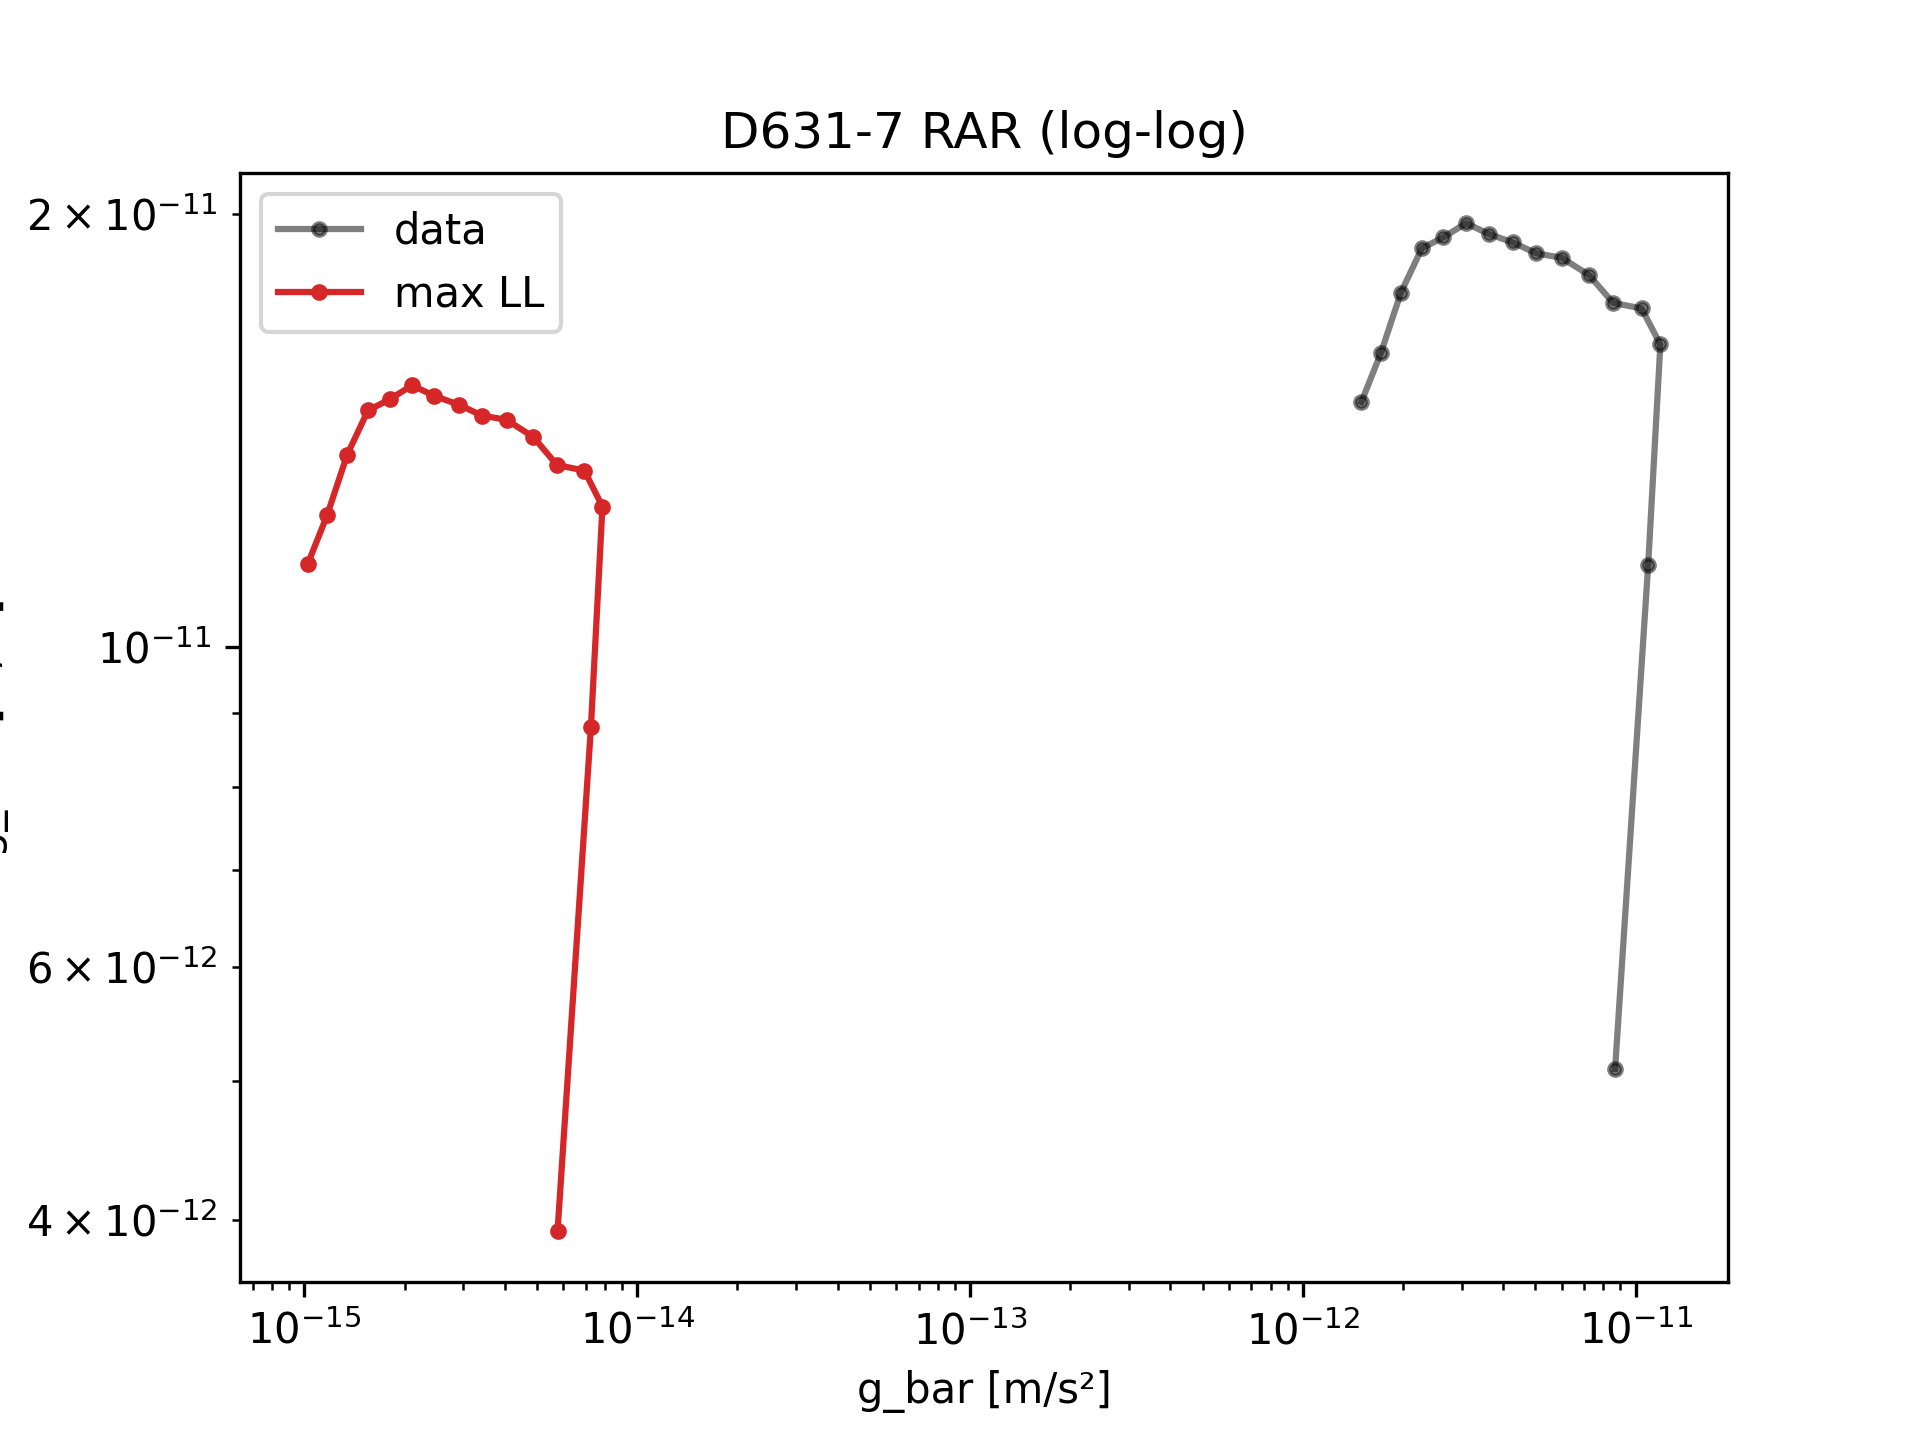 D631-7 RAR (log-log)
data
max LL
2 × 10⁻¹¹
10⁻¹¹
6 × 10⁻¹²
4 × 10⁻¹²
10⁻¹⁵ 10⁻¹⁴ 10⁻¹³ 10⁻¹² 10⁻¹¹
g_bar [m/s²]